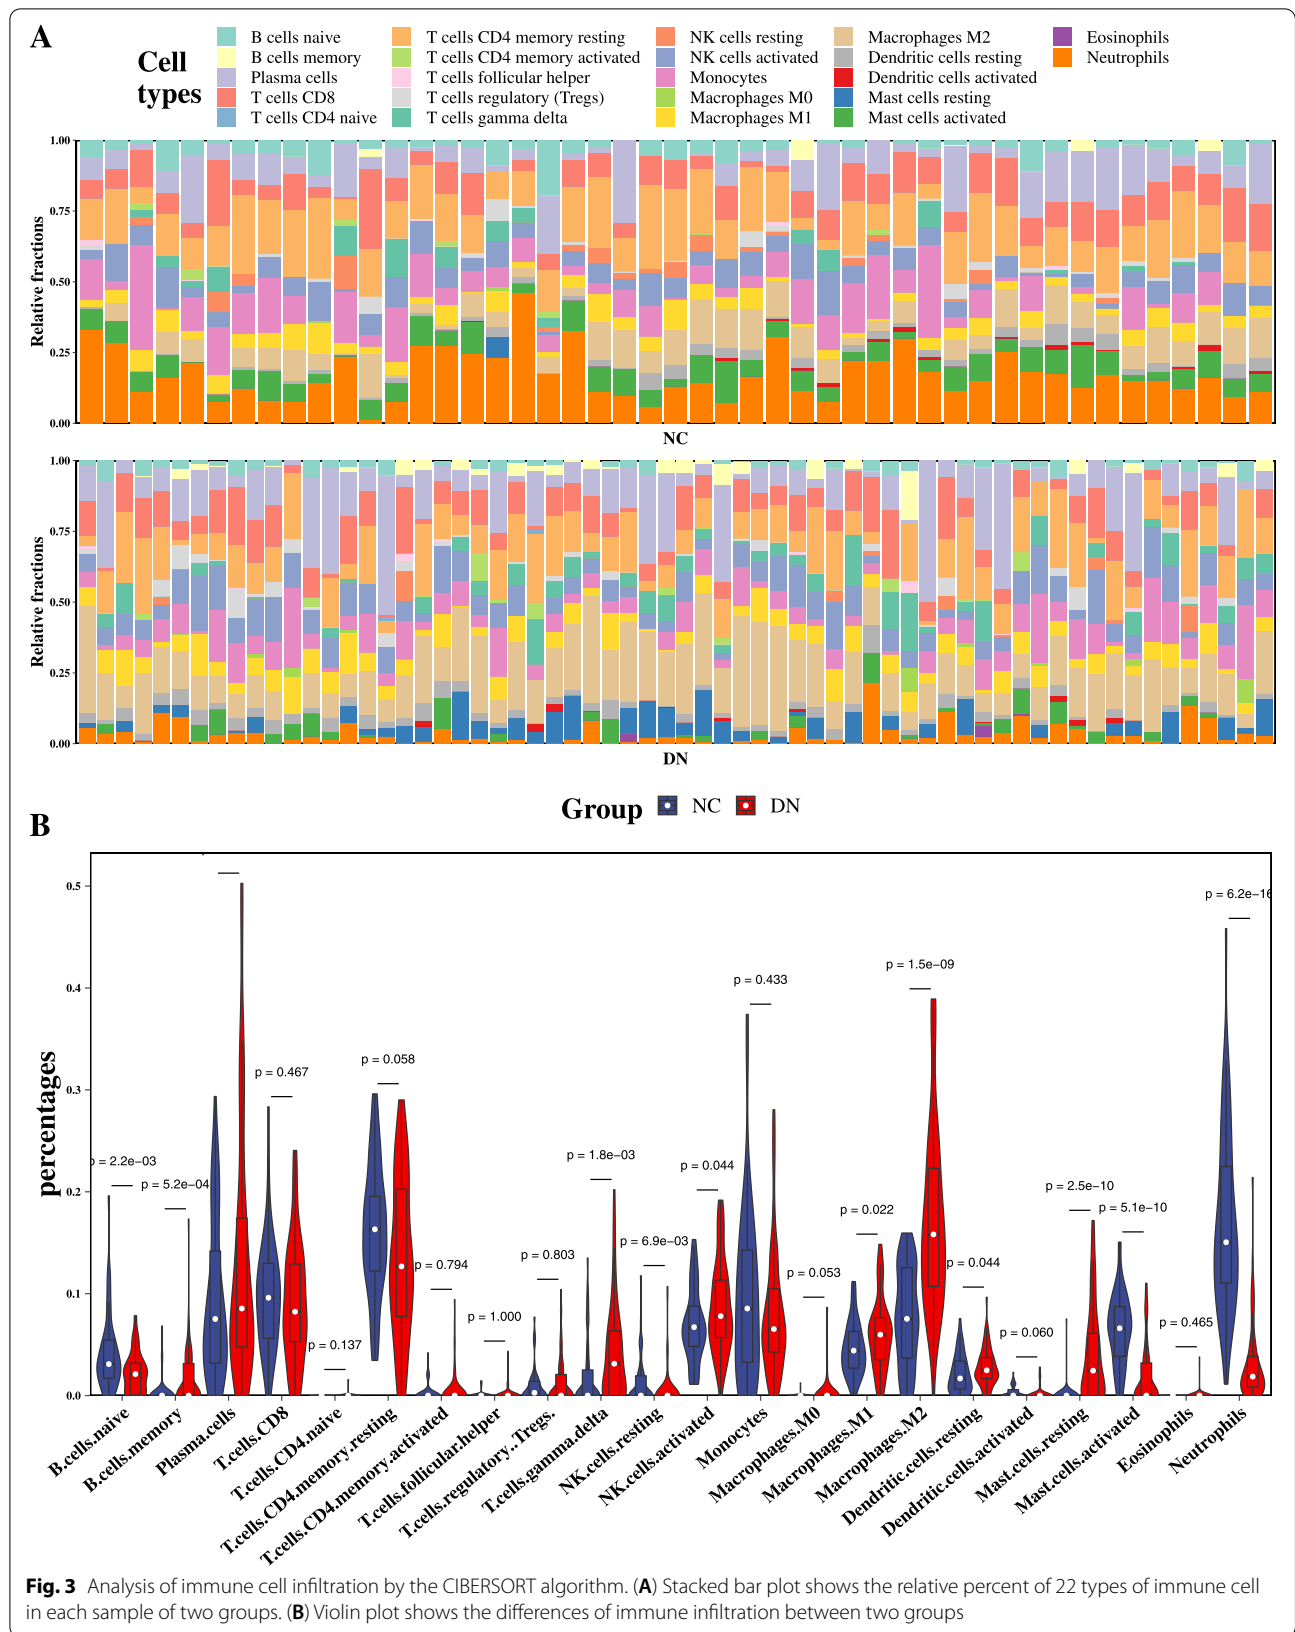 A
Cell
types
B cells naive
B cells memory
Plasma cells
T cells CD8
T cells CD4 naive
T cells CD4 memory resting
T cells CD4 memory activated
T cells follicular helper
T cells regulatory (Tregs)
T cells gamma delta
NK cells resting
NK cells activated
Monocytes
Macrophages M0
Macrophages M1
Macrophages M2
Dendritic cells resting
Dendritic cells activated
Mast cells resting
Mast cells activated
Eosinophils
Neutrophils
Relative fractions
1.00
0.75
0.50
0.25
0.00
NC
Relative fractions
1.00
0.75
0.50
0.25
0.00
DN
Group NC DN
B
percentages
0.5
0.4
0.3
0.2
0.1
0.0
p = 2.2e−03
p = 5.2e−04
p = 0.467
p = 0.137
p = 0.058
p = 0.794
p = 1.000
p = 0.803
p = 1.8e−03
p = 6.9e−03
p = 0.044
p = 0.433
p = 0.053
p = 0.022
p = 1.5e−09
p = 0.044
p = 0.060
p = 2.5e−10
p = 5.1e−10
p = 0.465
p = 6.2e−16
B.cells.naive
B.cells.memory
Plasma.cells
T.cells.CD8
T.cells.CD4.naive
T.cells.CD4.memory.resting
T.cells.CD4.memory.activated
T.cells.follicular.helper
T.cells.regulatory..Tregs.
T.cells.gamma.delta
NK.cells.resting
NK.cells.activated
Monocytes
Macrophages.M0
Macrophages.M1
Macrophages.M2
Dendritic.cells.resting
Dendritic.cells.activated
Mast.cells.resting
Mast.cells.activated
Eosinophils
Neutrophils
Fig. 3 Analysis of immune cell infiltration by the CIBERSORT algorithm. (A) Stacked bar plot shows the relative percent of 22 types of immune cell
in each sample of two groups. (B) Violin plot shows the differences of immune infiltration between two groups